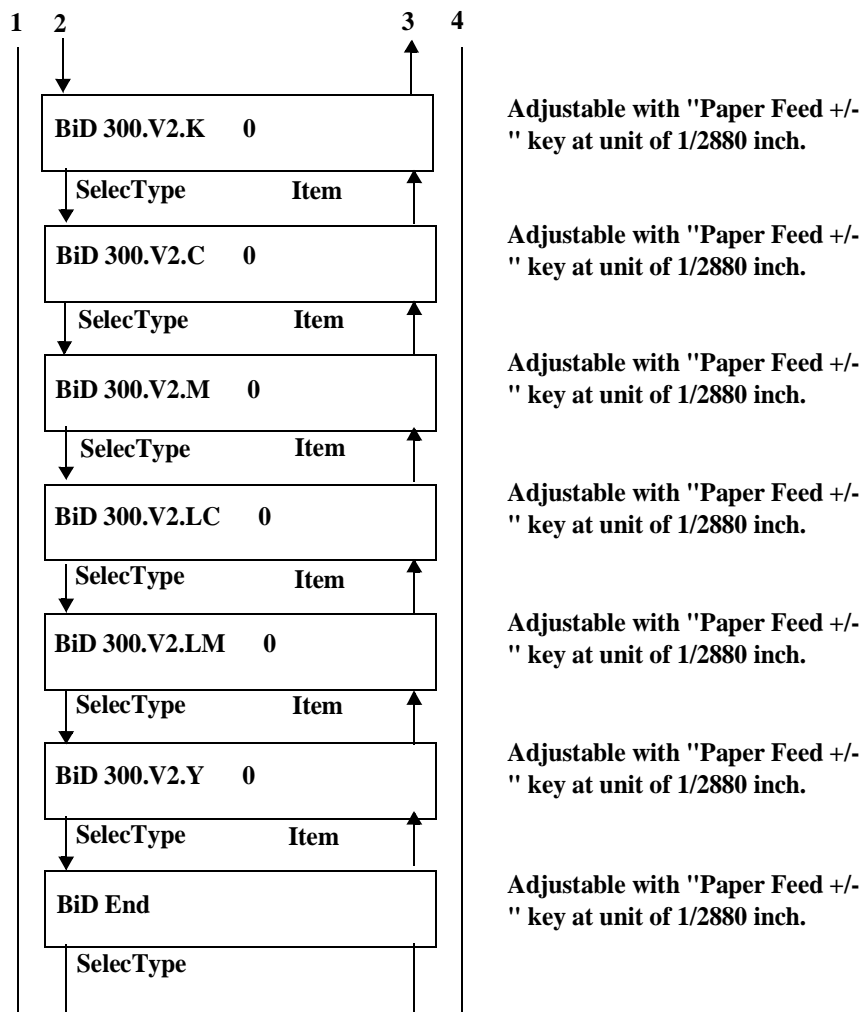 1 2 3 4
BiD 300.V2.K 0
Adjustable with "Paper Feed +/-
" key at unit of 1/2880 inch.
SelecType Item
BiD 300.V2.C 0
Adjustable with "Paper Feed +/-
" key at unit of 1/2880 inch.
SelecType Item
BiD 300.V2.M 0
Adjustable with "Paper Feed +/-
" key at unit of 1/2880 inch.
SelecType Item
BiD 300.V2.LC 0
Adjustable with "Paper Feed +/-
" key at unit of 1/2880 inch.
SelecType Item
BiD 300.V2.LM 0
Adjustable with "Paper Feed +/-
" key at unit of 1/2880 inch.
SelecType Item
BiD 300.V2.Y 0
Adjustable with "Paper Feed +/-
" key at unit of 1/2880 inch.
SelecType Item
BiD End
Adjustable with "Paper Feed +/-
" key at unit of 1/2880 inch.
SelecType